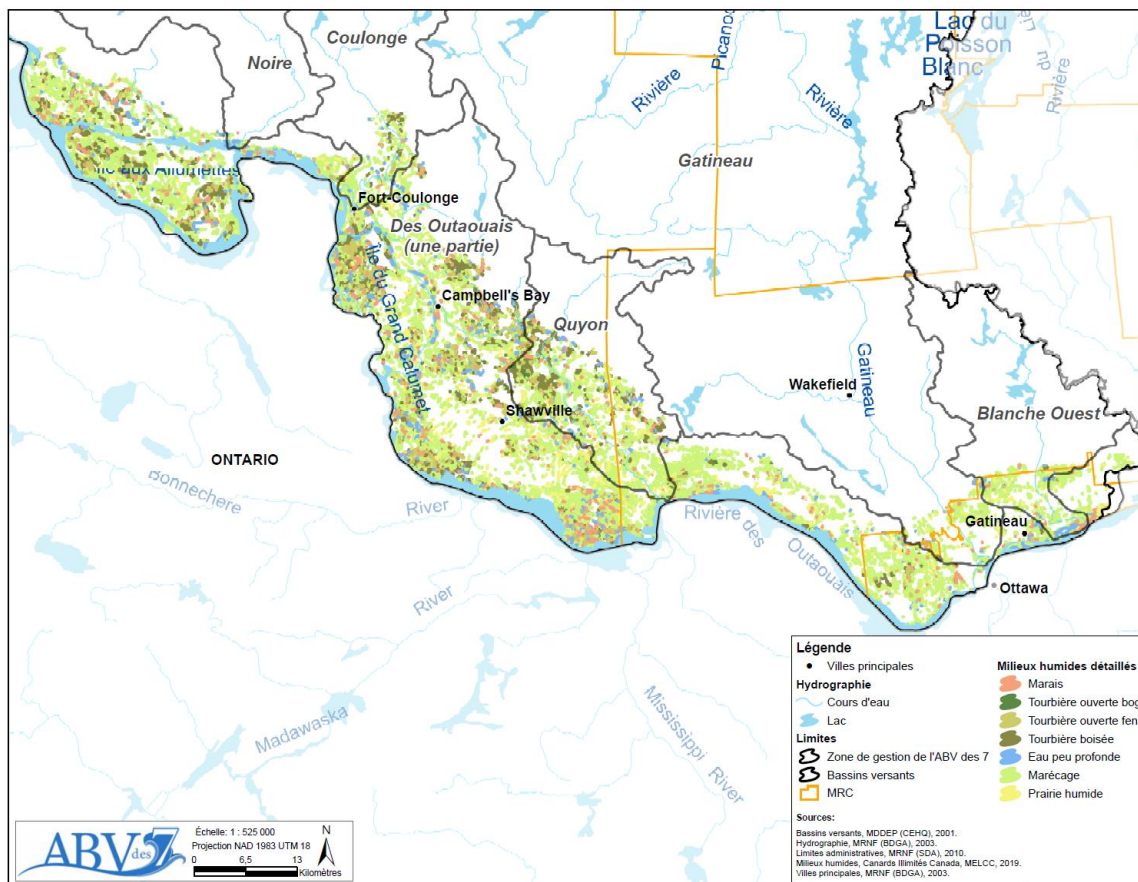 Coulonge
Noire
Lac du
Poisson
Blanc
Picanoc
Rivière
Rivière
du
Rivière
Gatineau
Île aux Allumettes
Fort-Coulonge
Des Outaouais
(une partie)
Île du Grand Calumet
Campbell's Bay
Quyon
Gatineau
Wakefield
Blanche Ouest
Shawville
ONTARIO
Bonnechere
River
Rivière des
Outaouais
Gatineau
Ottawa
River
Madawaska
Mississippi River
Légende
Villes principales
Hydrographie
Cours d'eau
Lac
Limites
Zone de gestion de l'ABV des 7
Bassins versants
MRC
Milieux humides détaillés
Marais
Tourbière ouverte bog
Tourbière ouverte fen
Tourbière boisée
Eau peu profonde
Marécage
Prairie humide
Sources:
Bassins versants, MDDEP (CEHQ), 2001.
Hydrographie, MRNF (BDGA), 2003.
Limites administratives, MRNF (SDA), 2010.
Milieux humides, Canards Illimités Canada, MELCC, 2019.
Villes principales, MRNF (BDGA), 2003.
ABV des 7
Échelle: 1 : 525 000
Projection NAD 1983 UTM 18
N
0 6,5 13
Kilomètres